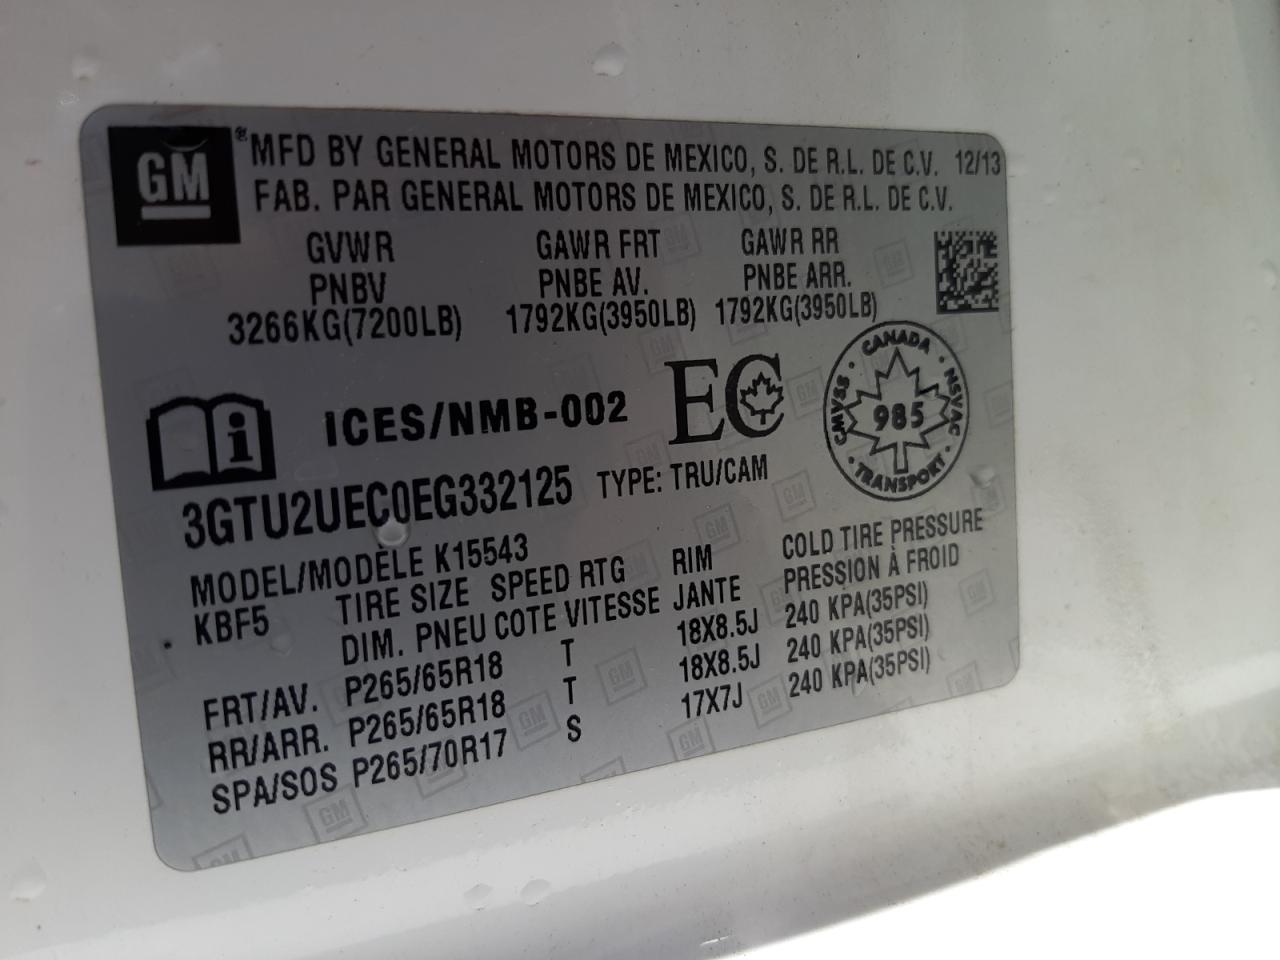 GM
® MFD BY GENERAL MOTORS DE MEXICO, S. DE R.L. DE C.V. 12/13
FAB. PAR GENERAL MOTORS DE MEXICO, S. DE R.L. DE C.V.
GVWR GAWR FRT GAWR RR
PNBV PNBE AV. PNBE ARR.
3266KG(7200LB) 1792KG(3950LB) 1792KG(3950LB)
i ICES/NMB-002 EC
CANADA · NSVAC · TRANSPORT · CMVSS ·
985
3GTU2UEC0EG332125 TYPE: TRU/CAM
MODEL/MODÈLE K15543
KBF5 TIRE SIZE SPEED RTG RIM COLD TIRE PRESSURE
DIM. PNEU COTE VITESSE JANTE PRESSION À FROID
FRT/AV. P265/65R18 T 18X8.5J 240 KPA(35PSI)
RR/ARR. P265/65R18 T 18X8.5J 240 KPA(35PSI)
SPA/SOS P265/70R17 S 17X7J 240 KPA(35PSI)